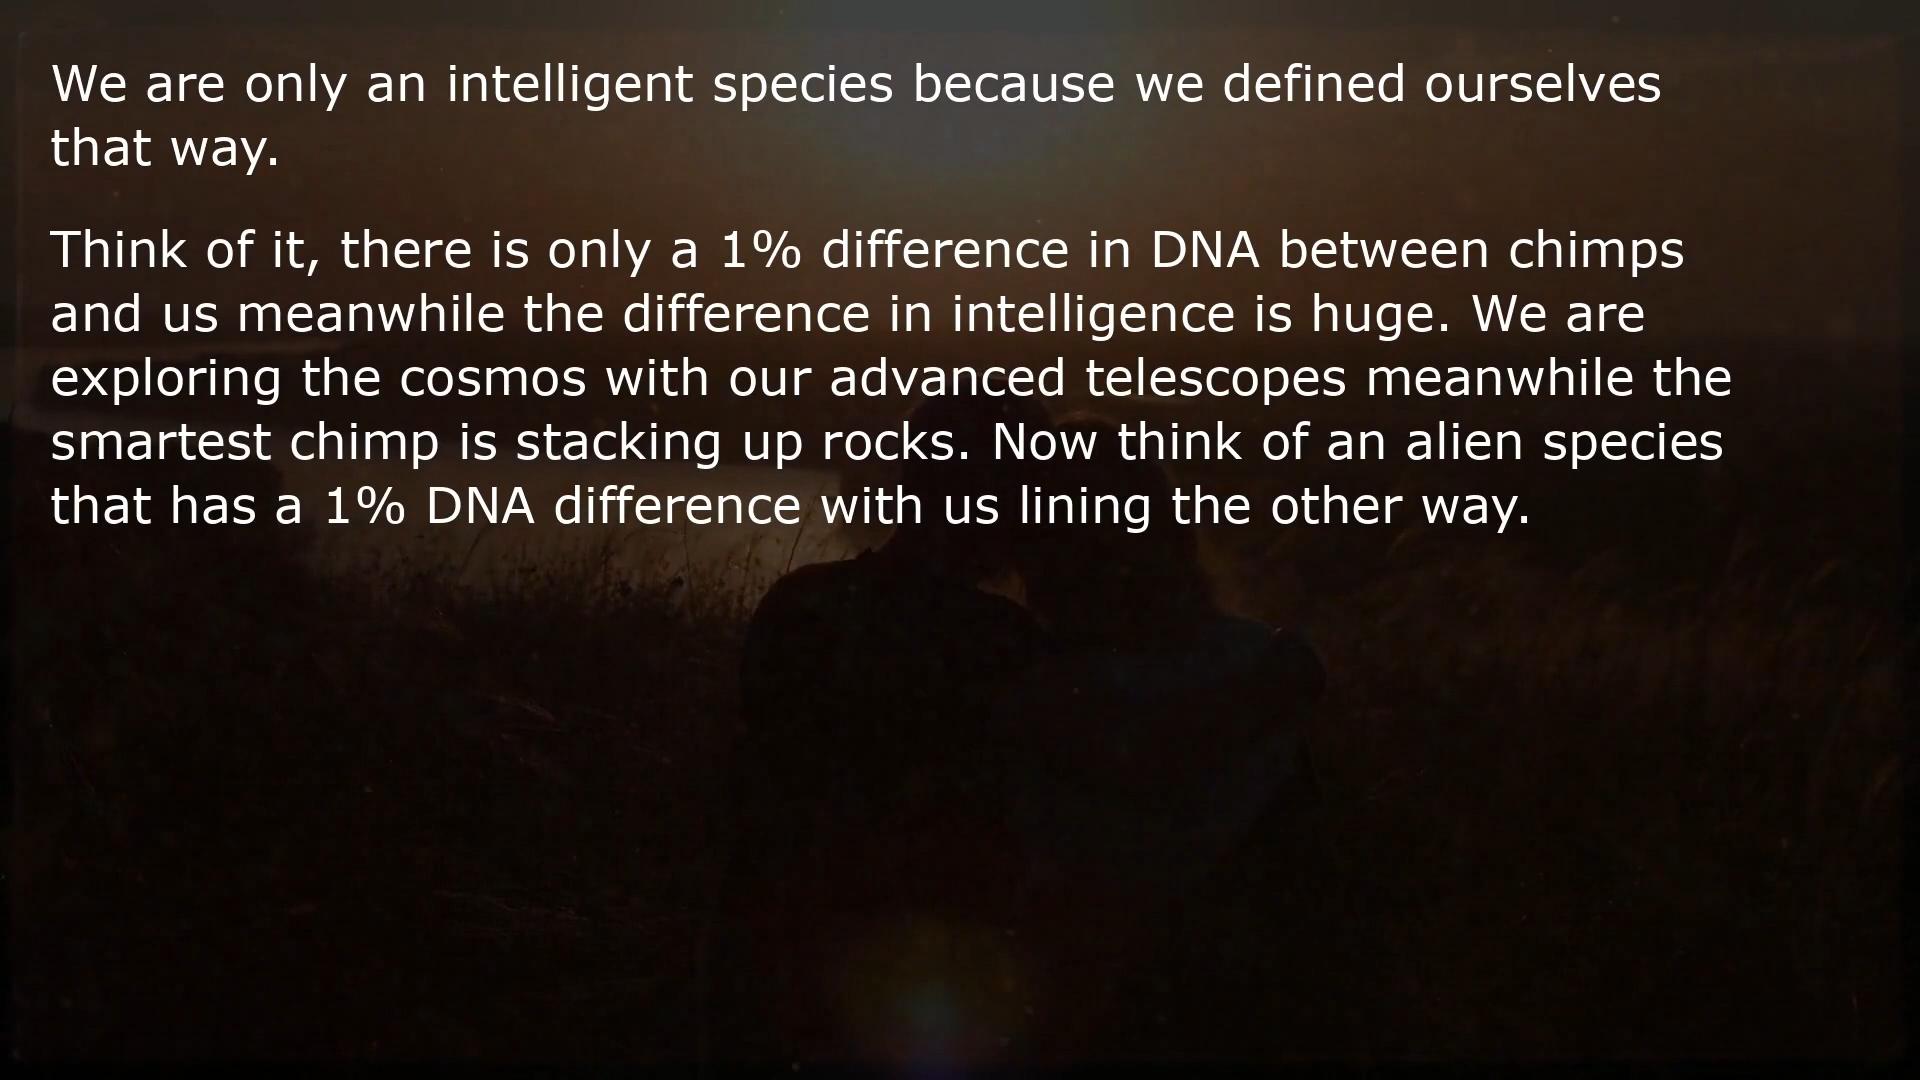 We are only an intelligent species because we defined ourselves
that way.
Think of it, there is only a 1% difference in DNA between chimps
and us meanwhile the difference in intelligence is huge. We are
exploring the cosmos with our advanced telescopes meanwhile the
smartest chimp is stacking up rocks. Now think of an alien species
that has a 1% DNA difference with us lining the other way.